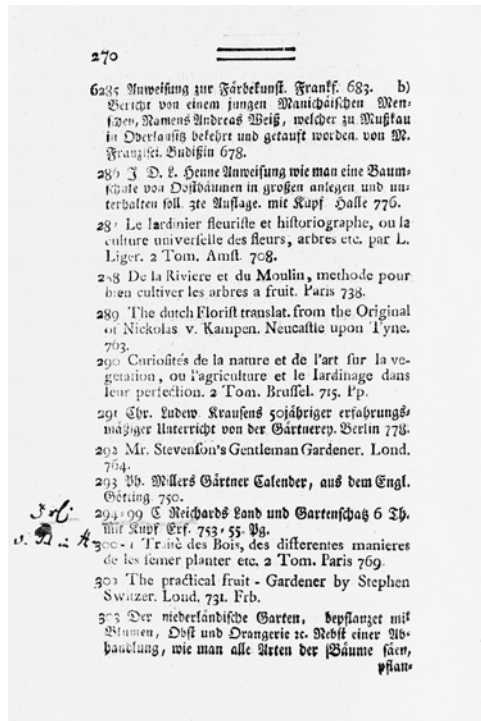 270
6285 Anweisung zur Färbekunst. Frankf. 683. b)
Bericht von einem jungen Manichäischen Men-
schen, Namens Andreas Weiß, welcher zu Mußkau
in Oberlausitz bekehrt und getauft worden. von M.
Franzisci. Budißin 678.
286 J. D. L. Henne Anweisung wie man eine Baum-
schule von Obstbäumen in großen anlegen und un-
terhalten soll. 3te Auflage. mit Kupf. Halle 776.
287 Le Jardinier fleuriste et historiographe, ou la
culture universelle des fleurs, arbres etc. par L.
Liger. 2 Tom. Amst. 708.
288 De la Riviere et du Moulin, methode pour
bien cultiver les arbres a fruit. Paris 738.
289 The dutch Florist translat. from the Original
of Nickolas v. Kampen. Neucastle upon Tyne.
763.
290 Curiosités de la nature et de l'art sur la ve-
getation, ou l'agriculture et le Iardinage dans
leur perfection. 2 Tom. Brussel. 715. Pp.
291 Chr. Ludew. Krausens 50jähriger erfahrungs-
mäßiger Unterricht von der Gärtnerey. Berlin 778.
292 Mr. Stevenson's Gentleman Gardener. Lond.
764.
293 Ph. Millers Gärtner Calender, aus dem Engl.
Götting. 750.
294-99 C Reichards Land und Gartenschatz 6 Th.
mit Kupf Erf. 753-55. Pg.
300-1 Traitè des Bois, des differentes manieres
de les semer planter etc. 2 Tom. Paris 769.
302 The practical fruit-Gardener by Stephen
Switzer. Lond. 731. Frb.
303 Der niederländische Garten, bepflanzet mit
Blumen, Obst und Orangerie ꝛc. Nebst einer Ab-
handlung, wie man alle Arten der Bäume säen,
pflan-